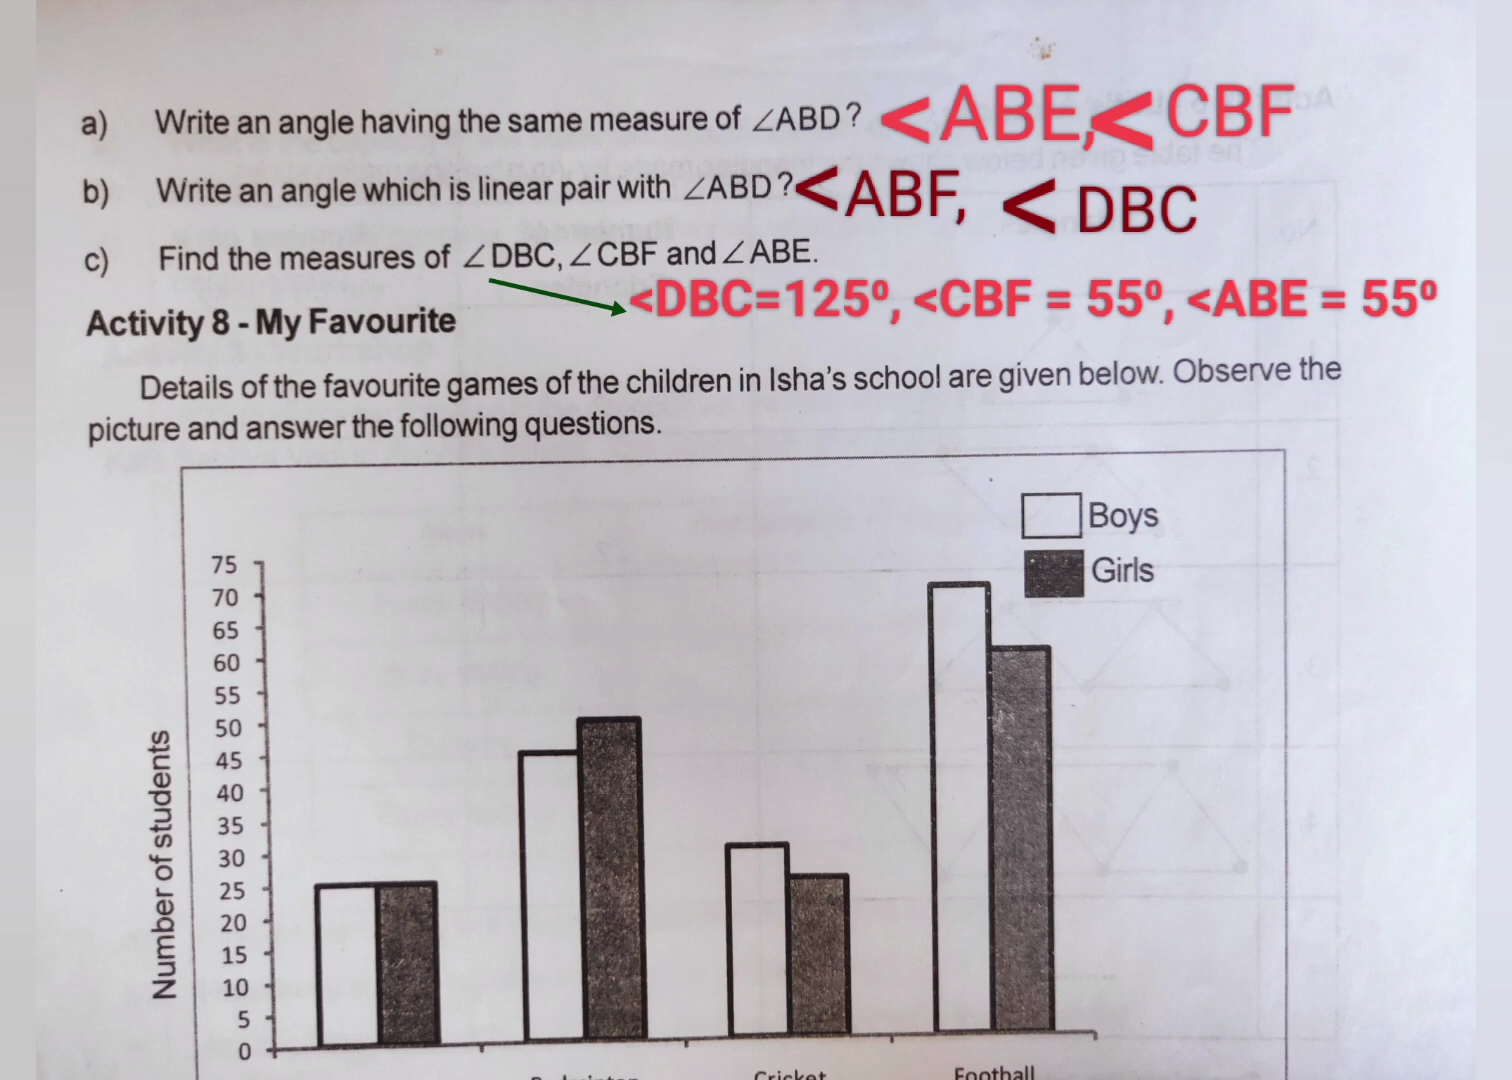 a) Write an angle having the same measure of ∠ABD? <ABE,<CBF
b) Write an angle which is linear pair with ∠ABD? <ABF, < DBC
c) Find the measures of ∠DBC, ∠CBF and ∠ABE.
<DBC=125⁰, <CBF = 55⁰, <ABE = 55⁰
Activity 8 - My Favourite
Details of the favourite games of the children in Isha's school are given below. Observe the
picture and answer the following questions.
Boys
Girls
75
70
65
60
55
50
45
40
35
30
25
20
15
10
5
0
Number of students
Cricket
Football